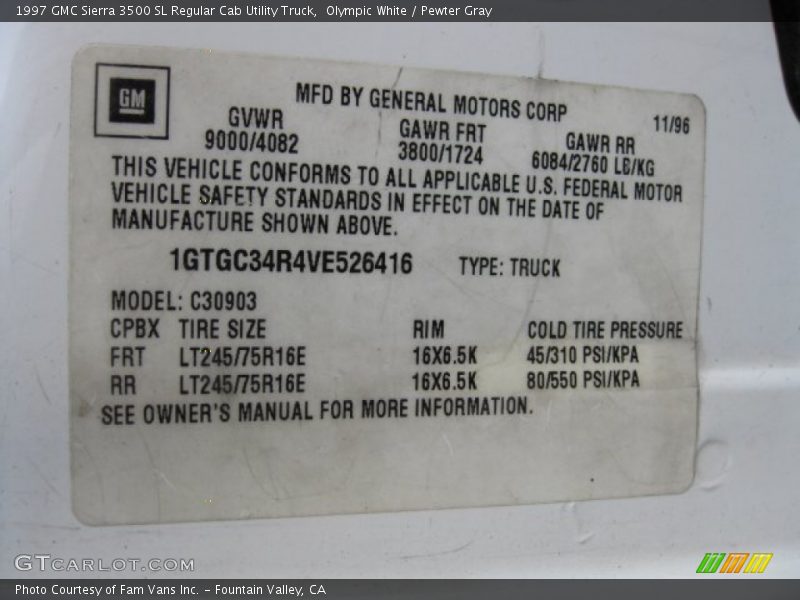 1997 GMC Sierra 3500 SL Regular Cab Utility Truck,  Olympic White / Pewter Gray
GM
MFD BY GENERAL MOTORS CORP
11/96
GVWR GAWR FRT GAWR RR
9000/4082 3800/1724 6084/2760 LB/KG
THIS VEHICLE CONFORMS TO ALL APPLICABLE U.S. FEDERAL MOTOR
VEHICLE SAFETY STANDARDS IN EFFECT ON THE DATE OF
MANUFACTURE SHOWN ABOVE.
1GTGC34R4VE526416 TYPE: TRUCK
MODEL: C30903
CPBX TIRE SIZE RIM COLD TIRE PRESSURE
FRT LT245/75R16E 16X6.5K 45/310 PSI/KPA
RR LT245/75R16E 16X6.5K 80/550 PSI/KPA
SEE OWNER'S MANUAL FOR MORE INFORMATION.
GTCARLOT.COM
Photo Courtesy of Fam Vans Inc. – Fountain Valley, CA